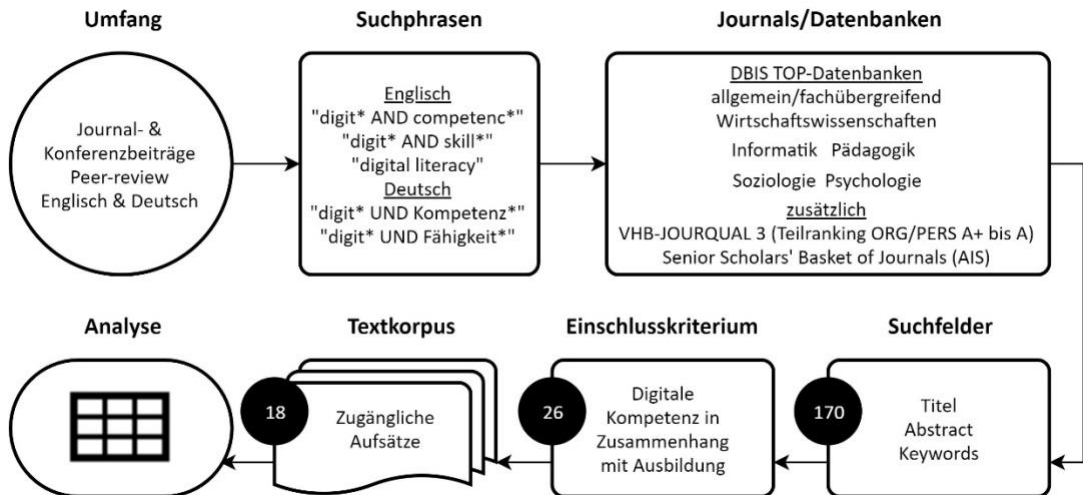 Umfang
Journal- &
Konferenzbeiträge
Peer-review
Englisch & Deutsch
Suchphrasen
Englisch
"digit* AND competenc*"
"digit* AND skill*"
"digital literacy"
Deutsch
"digit* UND Kompetenz*"
"digit* UND Fähigkeit*"
Journals/Datenbanken
DBIS TOP-Datenbanken
allgemein/fachübergreifend
Wirtschaftswissenschaften
Informatik Pädagogik
Soziologie Psychologie
zusätzlich
VHB-JOURQUAL 3 (Teilranking ORG/PERS A+ bis A)
Senior Scholars' Basket of Journals (AIS)
Suchfelder
170
Titel
Abstract
Keywords
Einschlusskriterium
26
Digitale
Kompetenz in
Zusammenhang
mit Ausbildung
Textkorpus
18
Zugängliche
Aufsätze
Analyse